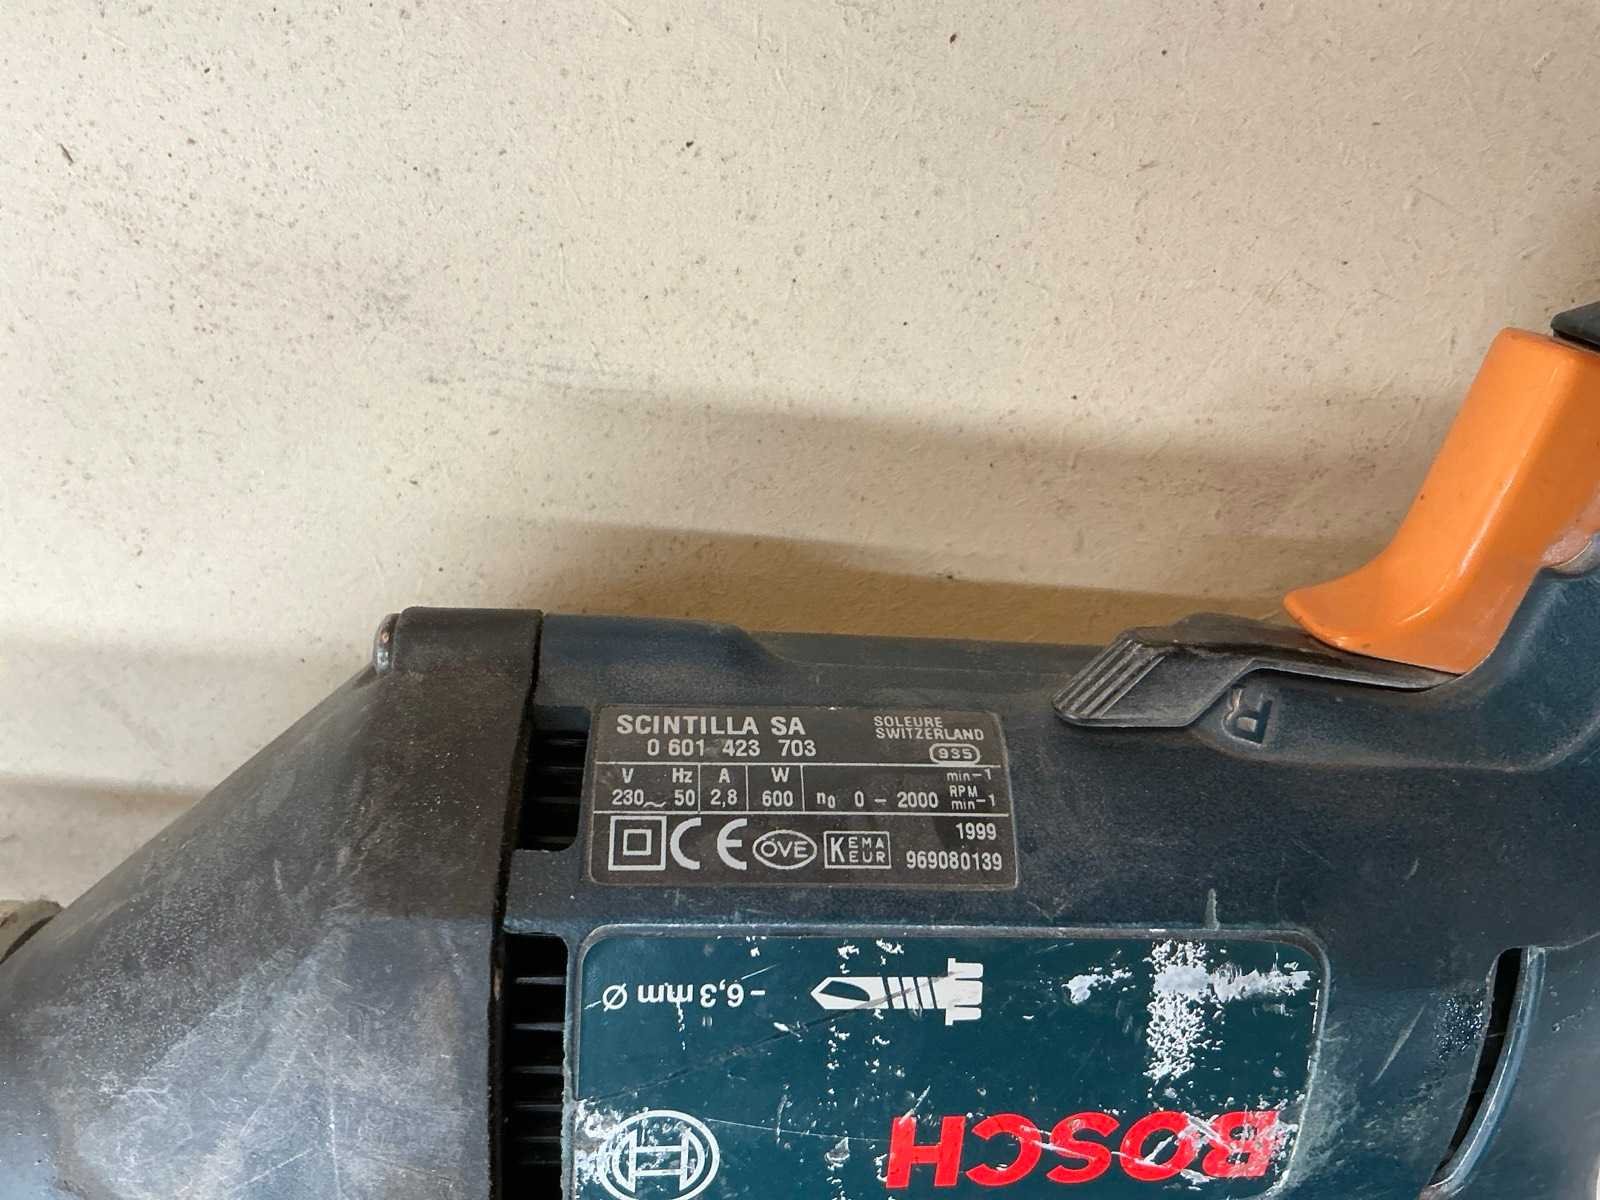 SCINTILLA SA
SOLEURE
SWITZERLAND
0 601 423 703
935
V Hz A W
230~ 50 2,8 600 n0 0 – 2000 min-1
RPM
min-1
CE ÖVE KEMA
EUR
1999
969080139
R
- 6,3 mm Ø
BOSCH